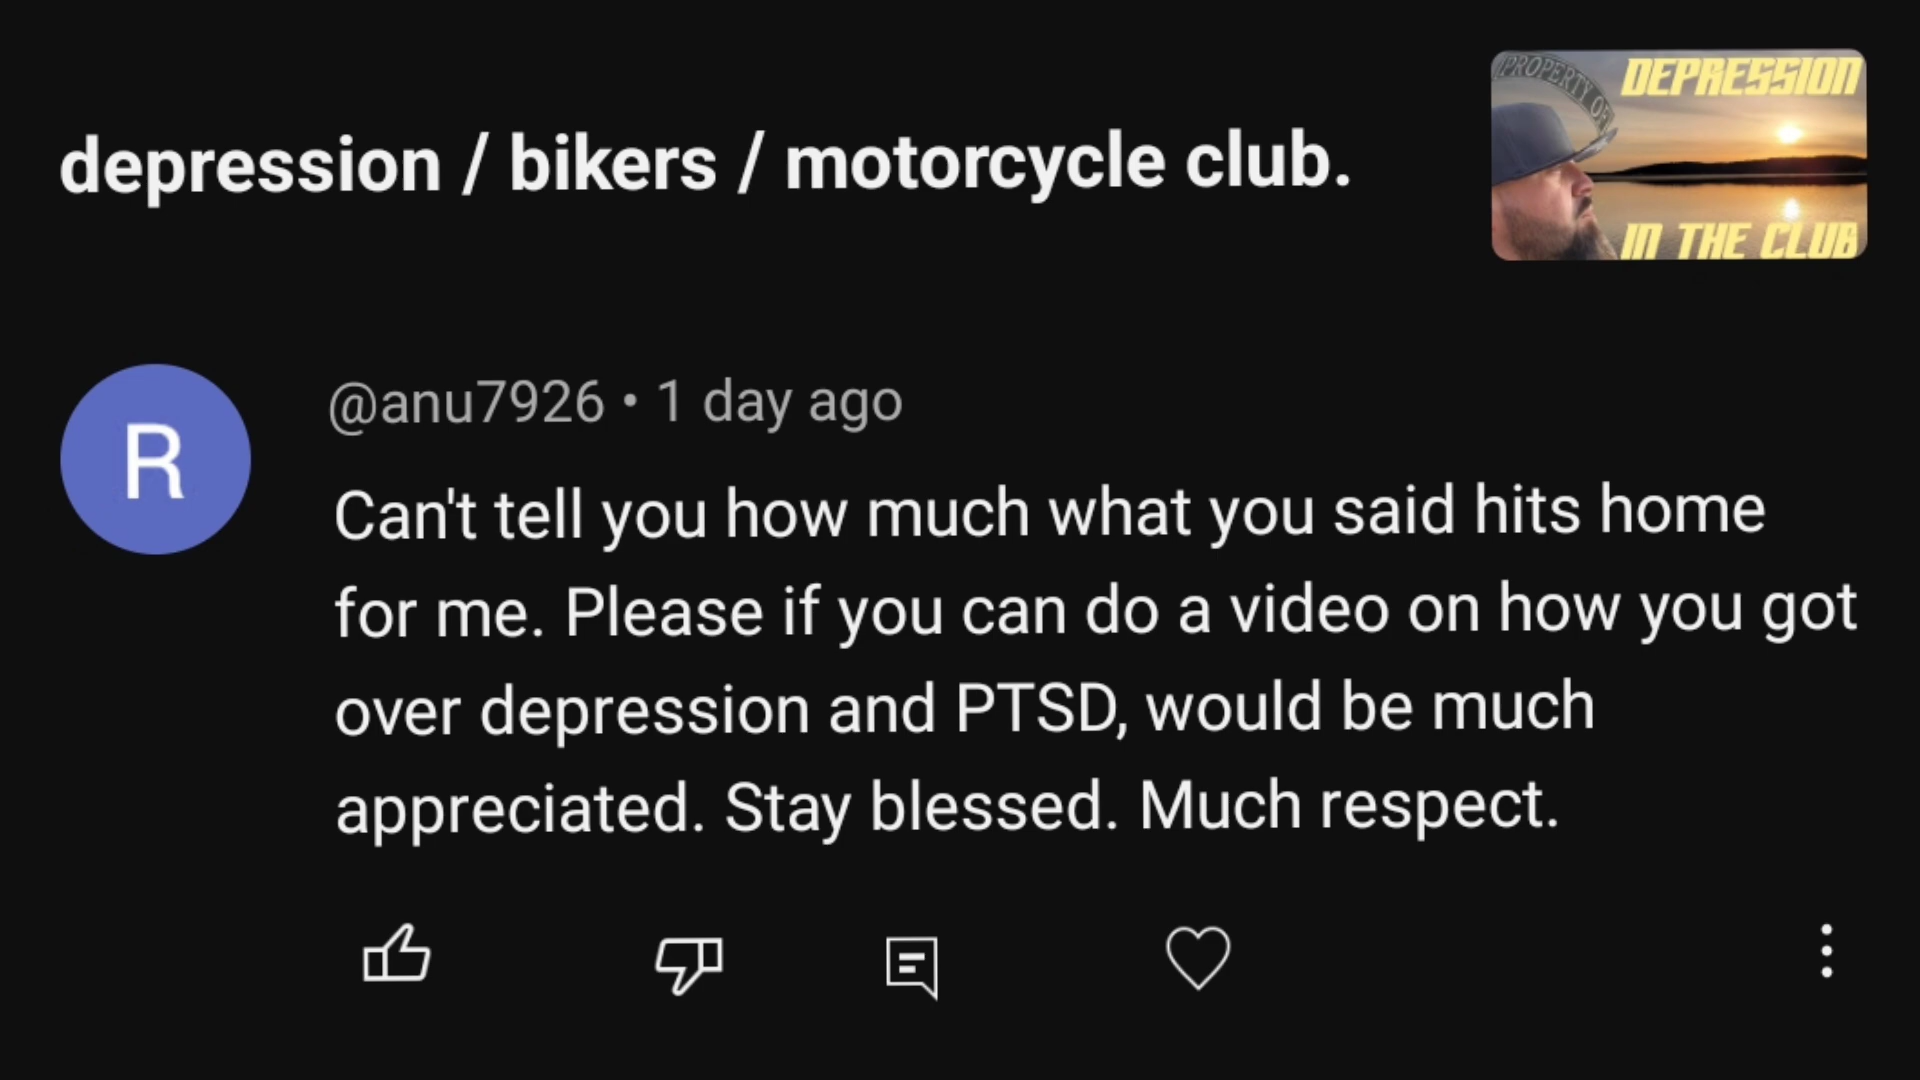 depression / bikers / motorcycle club.
PROPERTY OF
DEPRESSION
IN THE CLUB
R
@anu7926 • 1 day ago
Can't tell you how much what you said hits home
for me. Please if you can do a video on how you got
over depression and PTSD, would be much
appreciated. Stay blessed. Much respect.